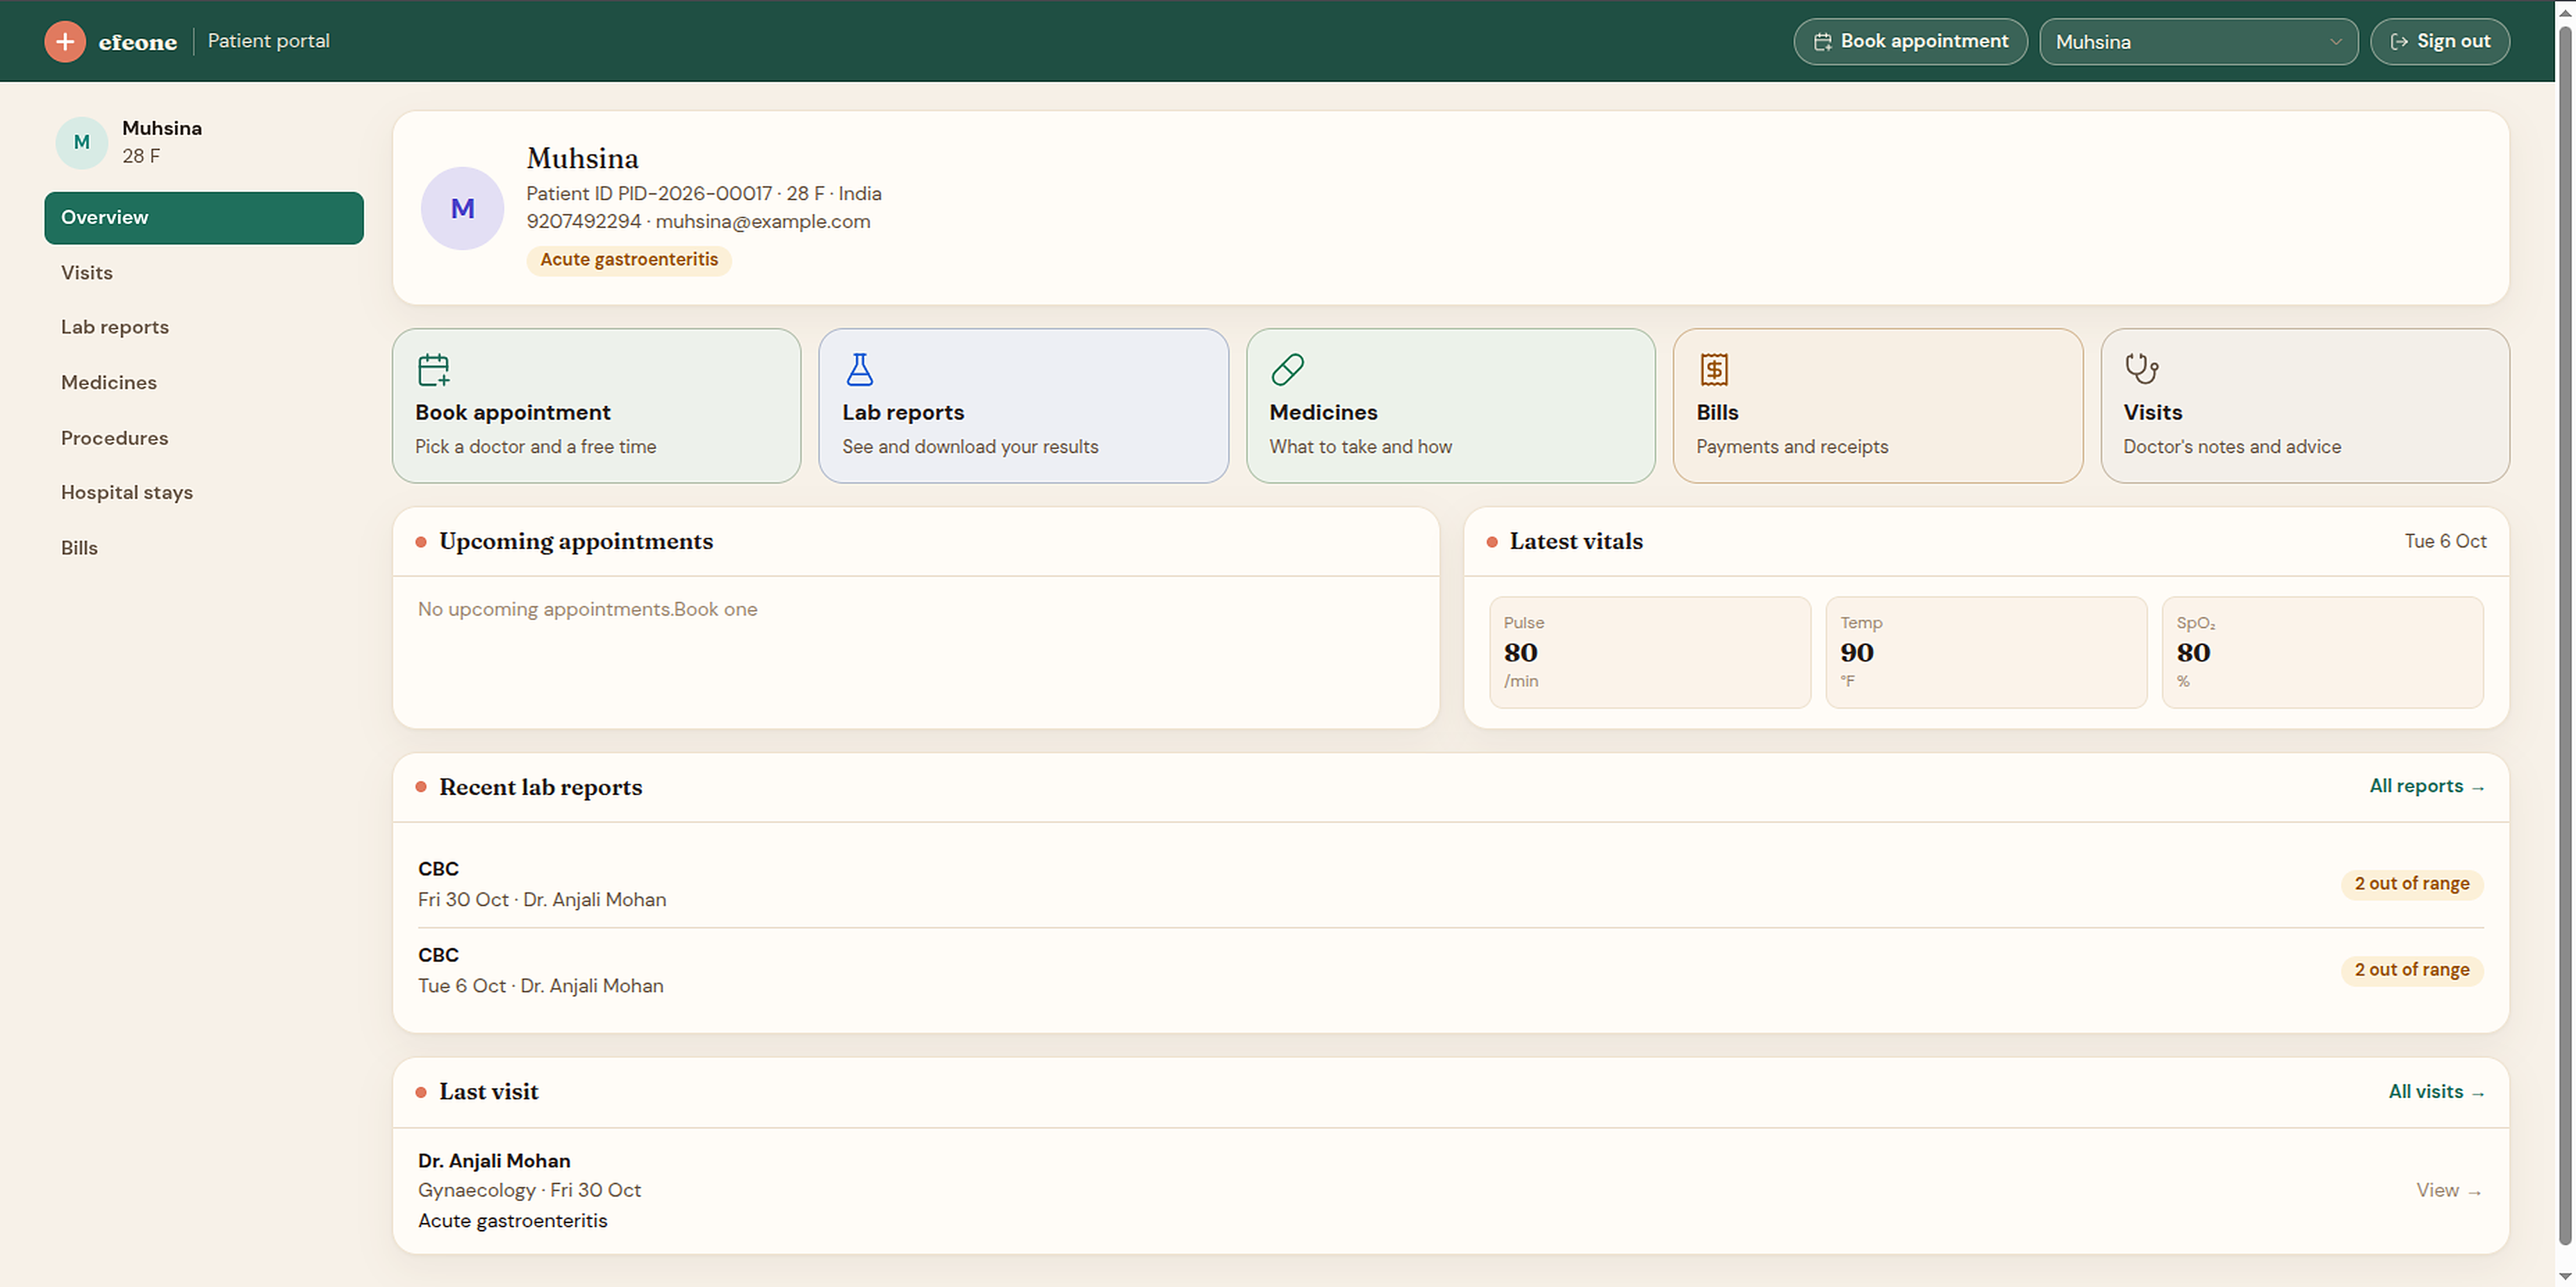 efeone
Patient portal
Book appointment
Muhsina
Sign out
M
Muhsina
28 F
Overview
Visits
Lab reports
Medicines
Procedures
Hospital stays
Bills
M
Muhsina
Patient ID PID-2026-00017 · 28 F · India
9207492294 · muhsina@example.com
Acute gastroenteritis
Book appointment
Pick a doctor and a free time
Lab reports
See and download your results
Medicines
What to take and how
Bills
Payments and receipts
Visits
Doctor's notes and advice
Upcoming appointments
No upcoming appointments.Book one
Latest vitals
Tue 6 Oct
Pulse
80
/min
Temp
90
°F
SpO₂
80
%
Recent lab reports
All reports →
CBC
Fri 30 Oct · Dr. Anjali Mohan
2 out of range
CBC
Tue 6 Oct · Dr. Anjali Mohan
2 out of range
Last visit
All visits →
Dr. Anjali Mohan
Gynaecology · Fri 30 Oct
Acute gastroenteritis
View →